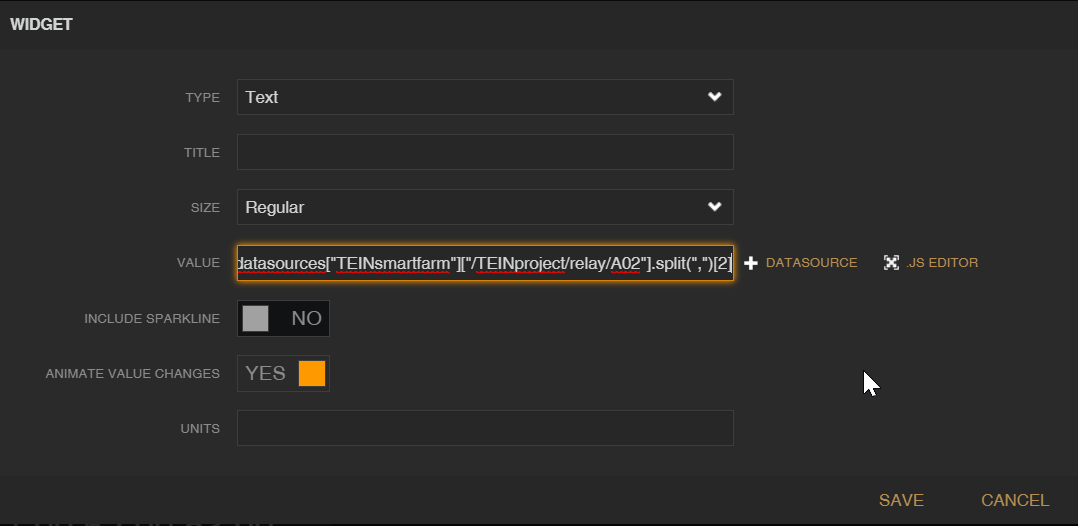 WIDGET
TYPE Text
TITLE
SIZE Regular
VALUE datasources["TEINsmartfarm"]["/TEINproject/relay/A02"].split(",")[2] DATASOURCE .JS EDITOR
INCLUDE SPARKLINE NO
ANIMATE VALUE CHANGES YES
UNITS
SAVE CANCEL